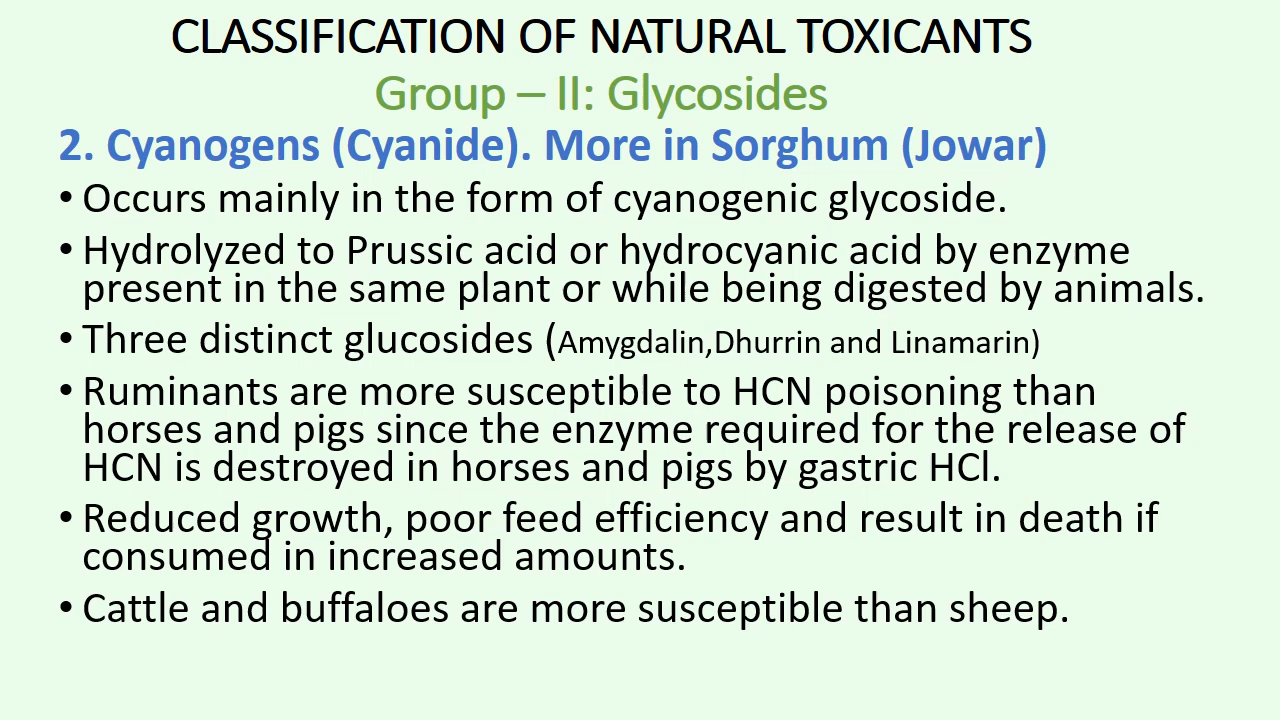 CLASSIFICATION OF NATURAL TOXICANTS
Group – II: Glycosides
2. Cyanogens (Cyanide). More in Sorghum (Jowar)
• Occurs mainly in the form of cyanogenic glycoside.
• Hydrolyzed to Prussic acid or hydrocyanic acid by enzyme
present in the same plant or while being digested by animals.
• Three distinct glucosides (Amygdalin,Dhurrin and Linamarin)
• Ruminants are more susceptible to HCN poisoning than
horses and pigs since the enzyme required for the release of
HCN is destroyed in horses and pigs by gastric HCl.
• Reduced growth, poor feed efficiency and result in death if
consumed in increased amounts.
• Cattle and buffaloes are more susceptible than sheep.